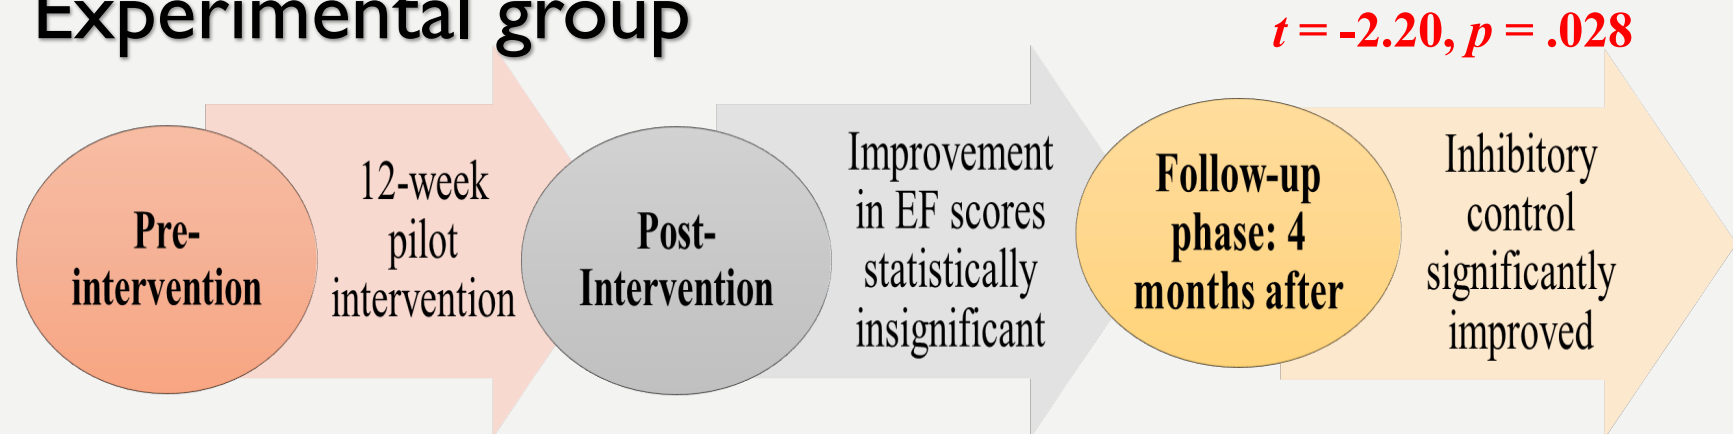 Experimental group
t = -2.20, p = .028
Pre-
intervention
12-week
pilot
intervention
Post-
Intervention
Improvement
in EF scores
statistically
insignificant
Follow-up
phase: 4
months after
Inhibitory
control
significantly
improved